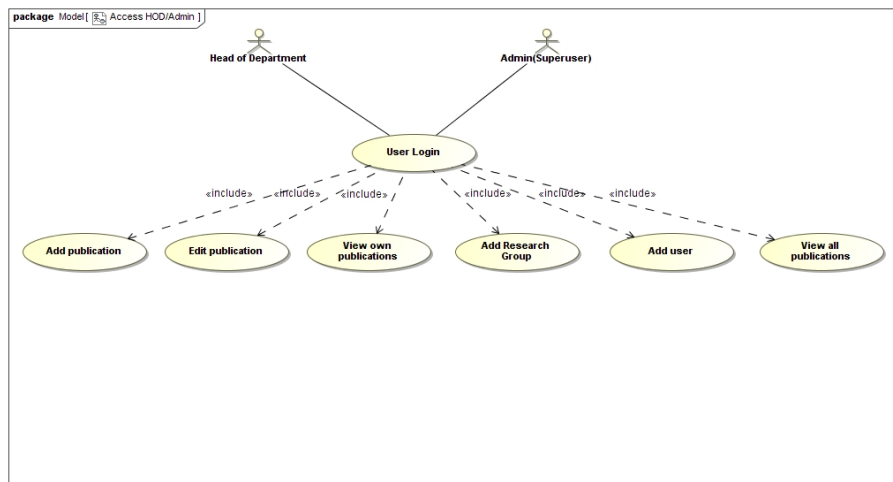 package Model[ Access HOD/Admin ]
Head of Department
Admin(Superuser)
User Login
«include»
«include»
«include»
«include»
«include»
«include»
Add publication
Edit publication
View own
publications
Add Research
Group
Add user
View all
publications